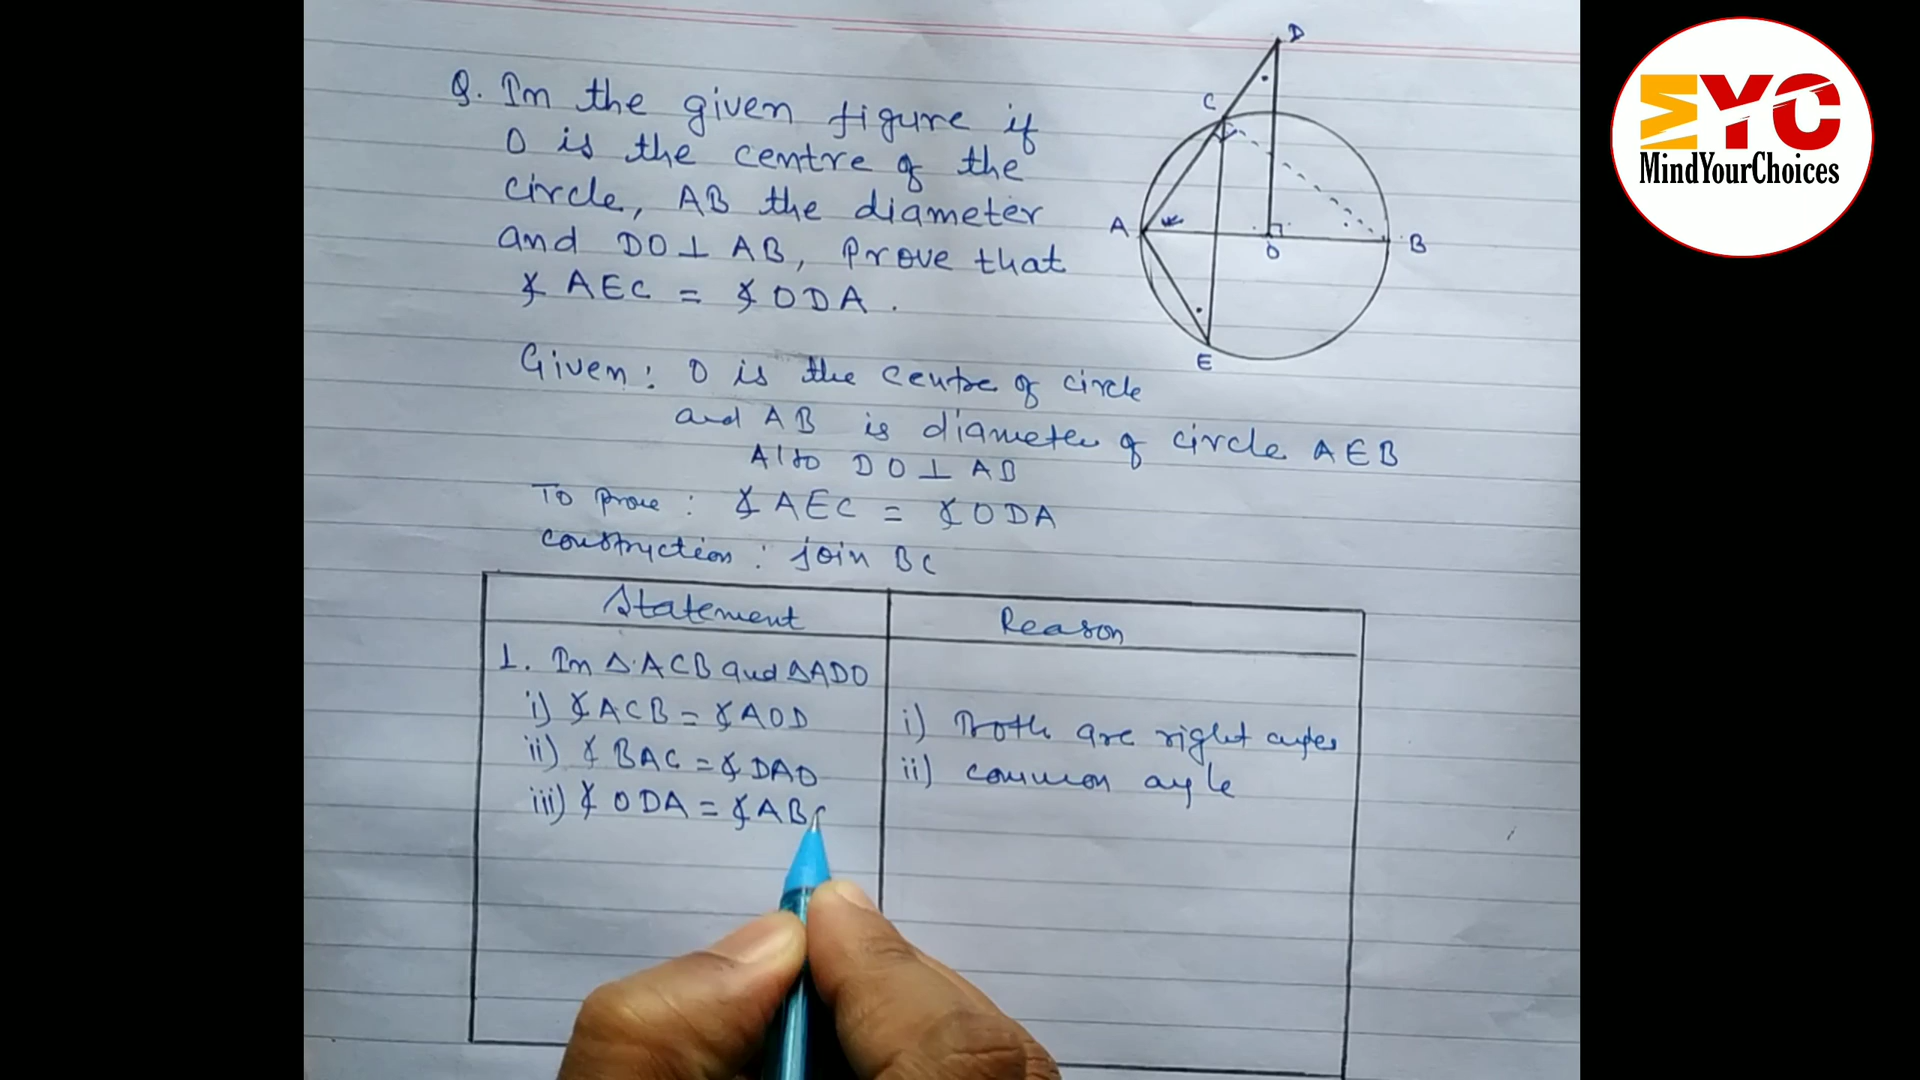 Q. In the given figure if
O is the centre of the
circle, AB the diameter
and DO ⊥ AB, Prove that
∡ AEC = ∡ ODA.
D
C
A
B
O
E
MYC
MindYourChoices
Given: O is the centre of circle
and AB is diameter of circle AEB
Also DO ⊥ AB
To prove: ∡ AEC = ∡ ODA
construction: join BC
Statement
Reason
1. In Δ ACB and Δ ADO
i) ∡ ACB = ∡ AOD
i) Both are right angles
ii) ∡ BAC = ∡ DAO
ii) common angle
iii) ∡ ODA = ∡ ABC